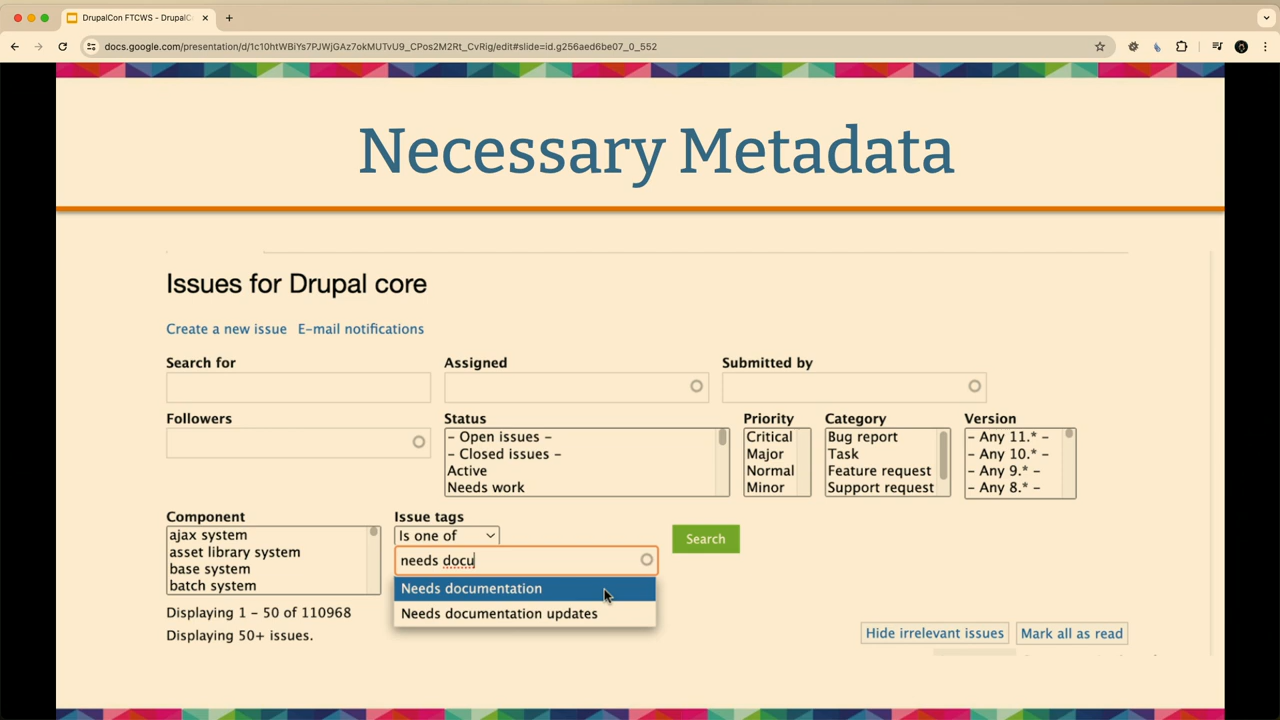 DrupalCon FTCWS - DrupalC
docs.google.com/presentation/d/1c10htWBiYs7PJWjGAz7okMUTvU9_CPos2M2Rt_CvRig/edit#slide=id.g256aed6be07_0_552
Necessary Metadata
Issues for Drupal core
Create a new issue E-mail notifications
Search for Assigned Submitted by
Followers Status Priority Category Version
- Open issues - Critical Bug report - Any 11.* -
- Closed issues - Major Task - Any 10.* -
Active Normal Feature request - Any 9.* -
Needs work Minor Support request - Any 8.* -
Component Issue tags
ajax system Is one of Search
asset library system needs docu
base system
batch system Needs documentation
Displaying 1 - 50 of 110968 Needs documentation updates
Displaying 50+ issues. Hide irrelevant issues Mark all as read